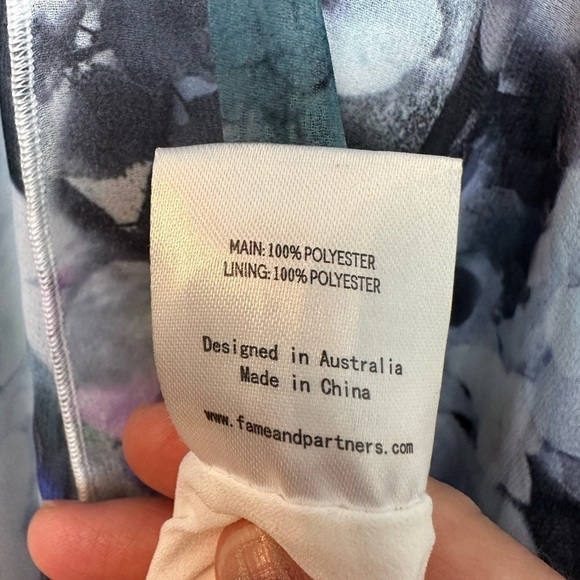 MAIN: 100% POLYESTER
LINING: 100% POLYESTER
Designed in Australia
Made in China
www.fameandpartners.com